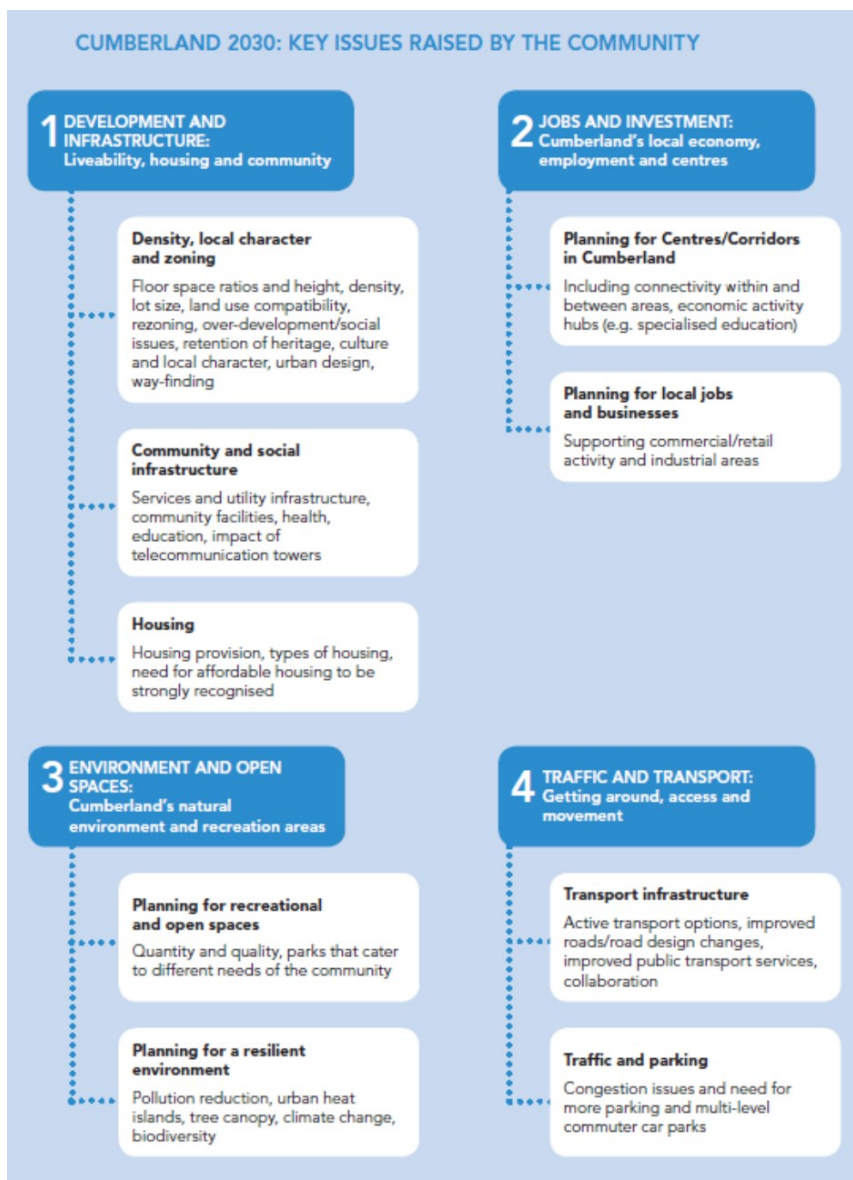 CUMBERLAND 2030: KEY ISSUES RAISED BY THE COMMUNITY
1 DEVELOPMENT AND
INFRASTRUCTURE:
Liveability, housing and community
Density, local character
and zoning
Floor space ratios and height, density,
lot size, land use compatibility,
rezoning, over-development/social
issues, retention of heritage, culture
and local character, urban design,
way-finding
Community and social
infrastructure
Services and utility infrastructure,
community facilities, health,
education, impact of
telecommunication towers
Housing
Housing provision, types of housing,
need for affordable housing to be
strongly recognised
2 JOBS AND INVESTMENT:
Cumberland's local economy,
employment and centres
Planning for Centres/Corridors
in Cumberland
Including connectivity within and
between areas, economic activity
hubs (e.g. specialised education)
Planning for local jobs
and businesses
Supporting commercial/retail
activity and industrial areas
3 ENVIRONMENT AND OPEN
SPACES:
Cumberland's natural
environment and recreation areas
Planning for recreational
and open spaces
Quantity and quality, parks that cater
to different needs of the community
Planning for a resilient
environment
Pollution reduction, urban heat
islands, tree canopy, climate change,
biodiversity
4 TRAFFIC AND TRANSPORT:
Getting around, access and
movement
Transport infrastructure
Active transport options, improved
roads/road design changes,
improved public transport services,
collaboration
Traffic and parking
Congestion issues and need for
more parking and multi-level
commuter car parks